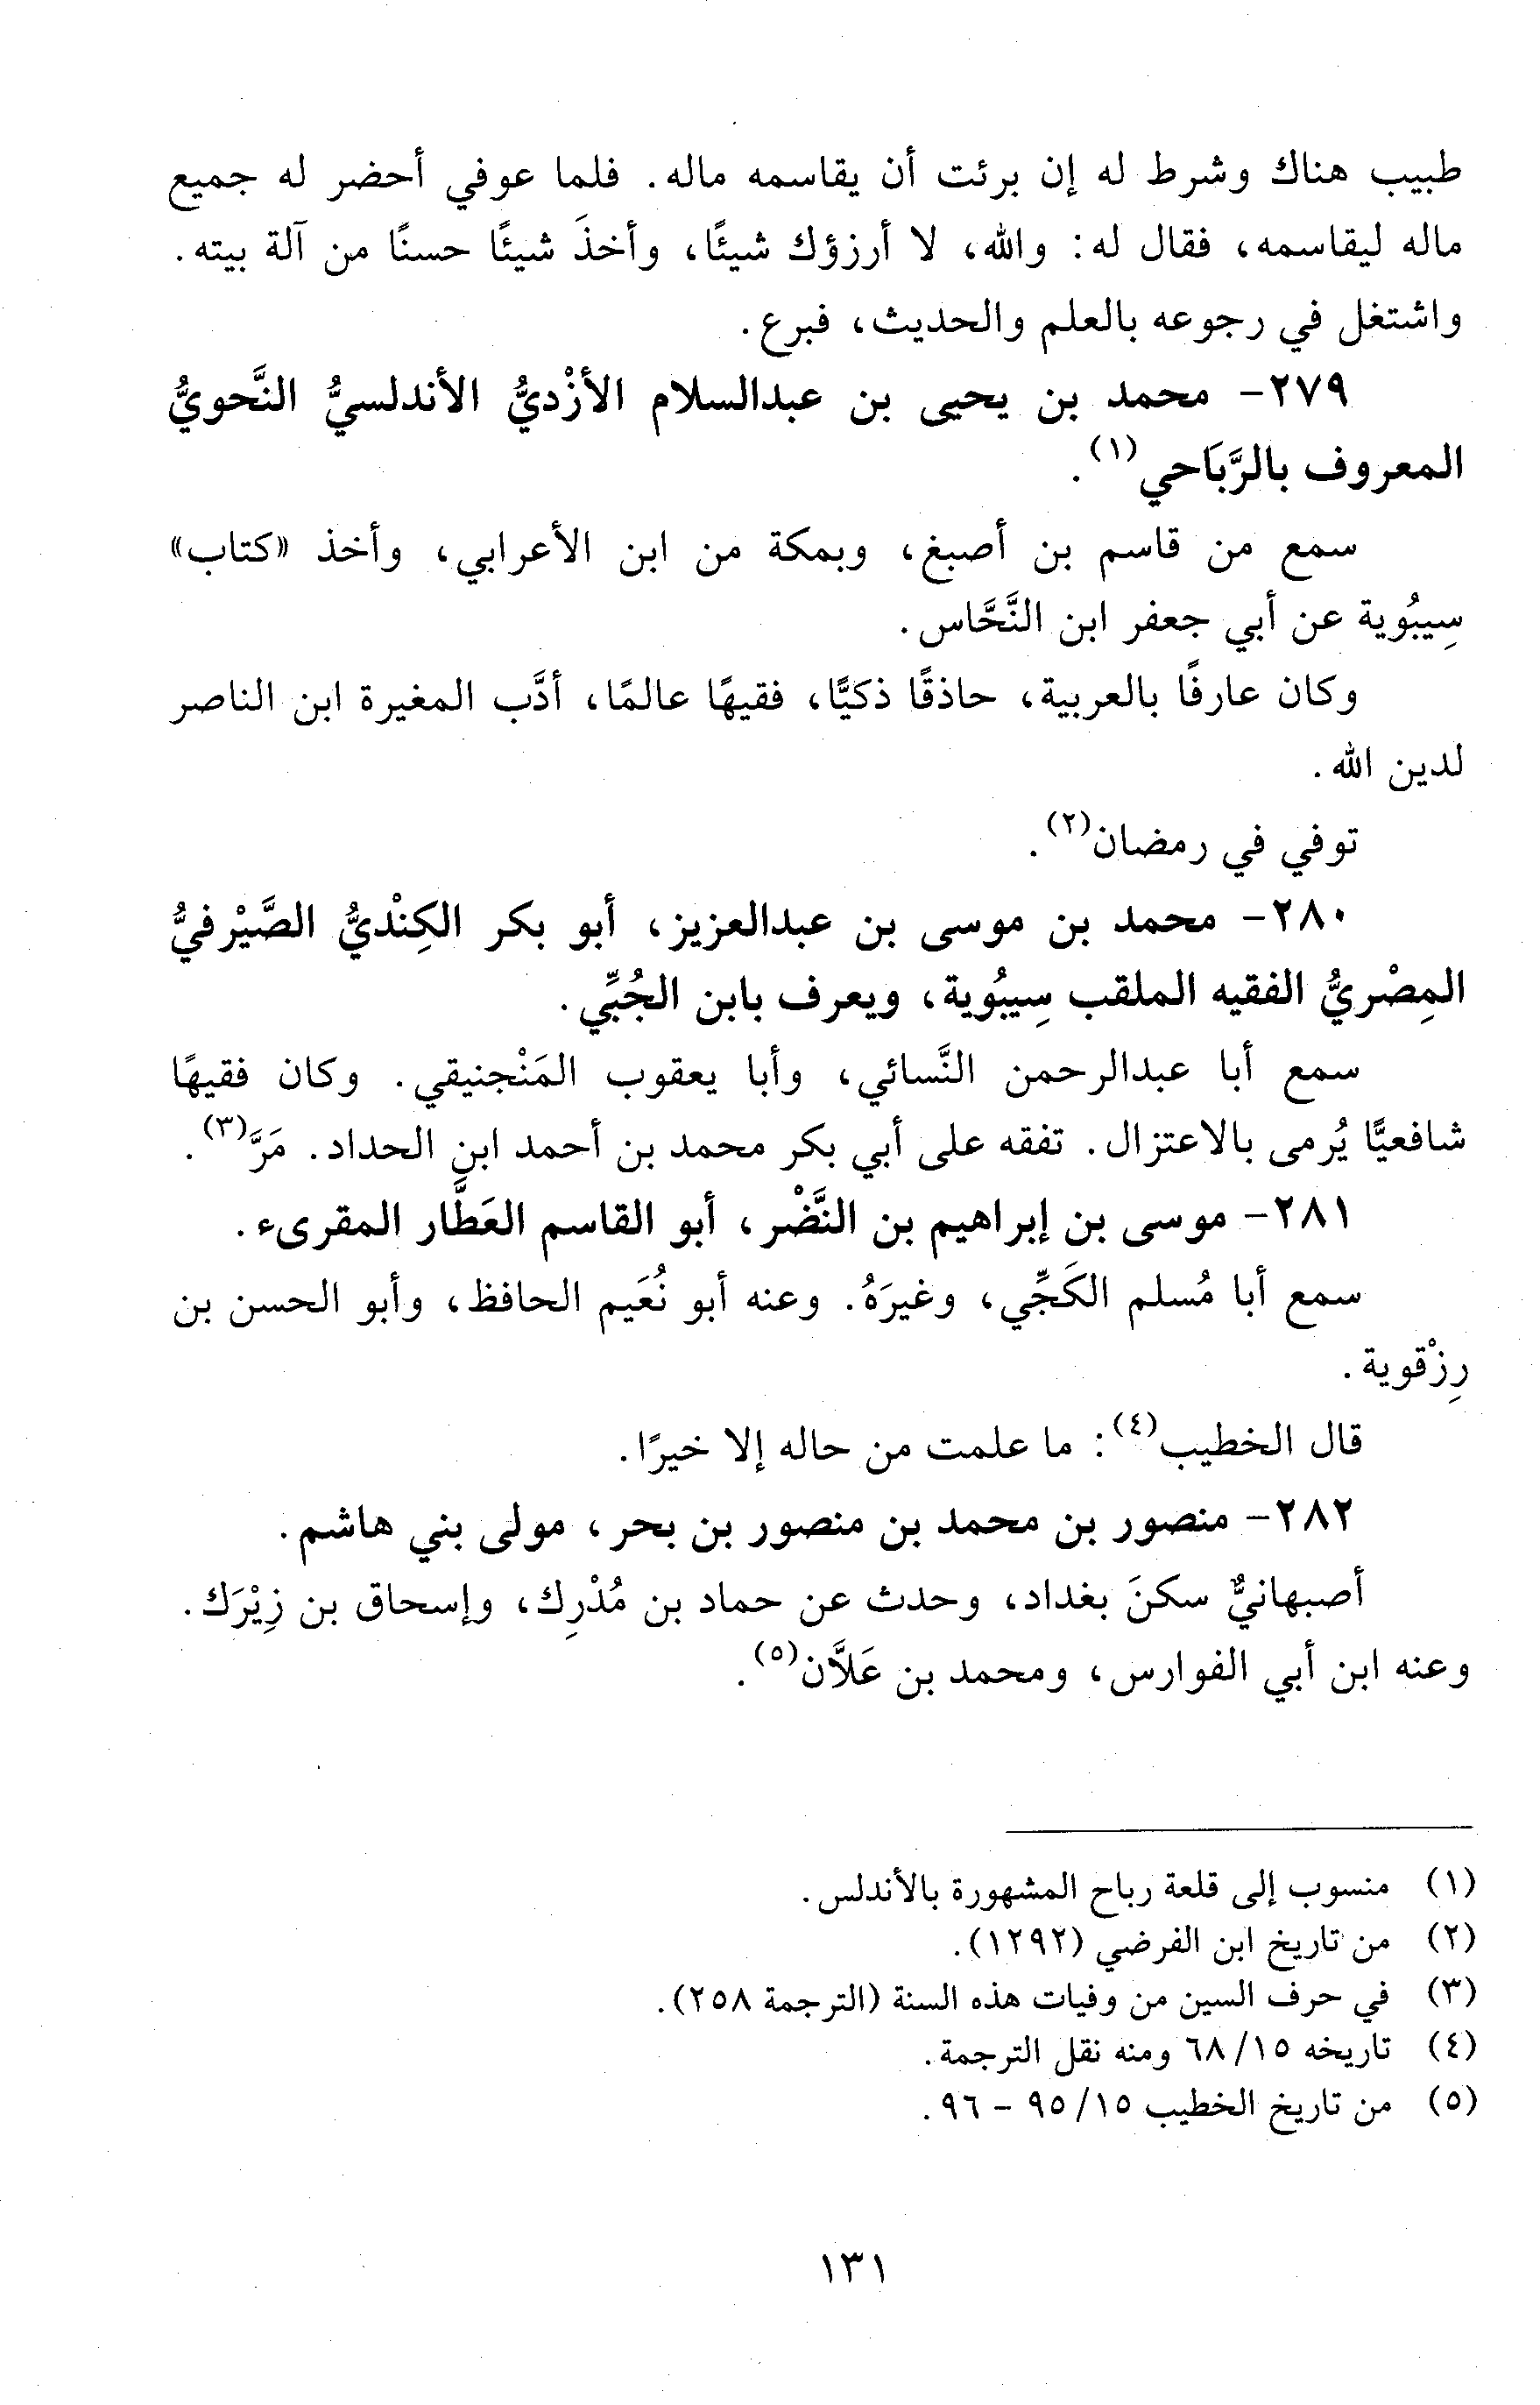 طبيب هناك وشرط له إن برئت أن يقاسمه ماله. فلما عوفي أحضر له جميع
ماله ليقاسمه، فقال له: والله، لا أرزؤك شيئًا، وأخذَ شيئًا حسنًا من آلة بيته.
واشتغل في رجوعه بالعلم والحديث، فبرع.
٢٧٩- محمد بن يحيى بن عبدالسلام الأزْديُّ الأندلسيُّ النَّحويُّ
المعروف بالرَّبَاحي(١).
سمع من قاسم بن أصبغ، وبمكة من ابن الأعرابي، وأخذ «كتاب»
سِيبُوية عن أبي جعفر ابن النَّحَّاس.
وكان عارفًا بالعربية، حاذقًا ذكيًّا، فقيهًا عالمًا، أدَّب المغيرة ابن الناصر
لدين الله.
توفي في رمضان(٢).
٢٨٠- محمد بن موسى بن عبدالعزيز، أبو بكر الكِنْديُّ الصَّيْرفيُّ
المِصْريُّ الفقيه الملقب سِيبُوية، ويعرف بابن الجُبِّي.
سمع أبا عبدالرحمن النَّسائي، وأبا يعقوب المَنْجنيقي. وكان فقيهًا
شافعيًّا يُرمى بالاعتزال. تفقه على أبي بكر محمد بن أحمد ابن الحداد. مَرَّ(٣).
٢٨١- موسى بن إبراهيم بن النَّضْر، أبو القاسم العَطَّار المقرىء.
سمع أبا مُسلم الكَجِّي، وغيرَهُ. وعنه أبو نُعَيم الحافظ، وأبو الحسن بن
رِزْقوية.
قال الخطيب(٤): ما علمت من حاله إلا خيرًا.
٢٨٢- منصور بن محمد بن منصور بن بحر، مولى بني هاشم.
أصبهانيٌّ سكنَ بغداد، وحدث عن حماد بن مُدْرِك، وإسحاق بن زِيْرَك.
وعنه ابن أبي الفوارس، ومحمد بن عَلَّان(٥).
(١) منسوب إلى قلعة رباح المشهورة بالأندلس.
(٢) من تاريخ ابن الفرضي (١٢٩٢).
(٣) في حرف السين من وفيات هذه السنة (الترجمة ٢٥٨).
(٤) تاريخه ١٥/ ٦٨ ومنه نقل الترجمة.
(٥) من تاريخ الخطيب ١٥/ ٩٥ - ٩٦.
١٣١